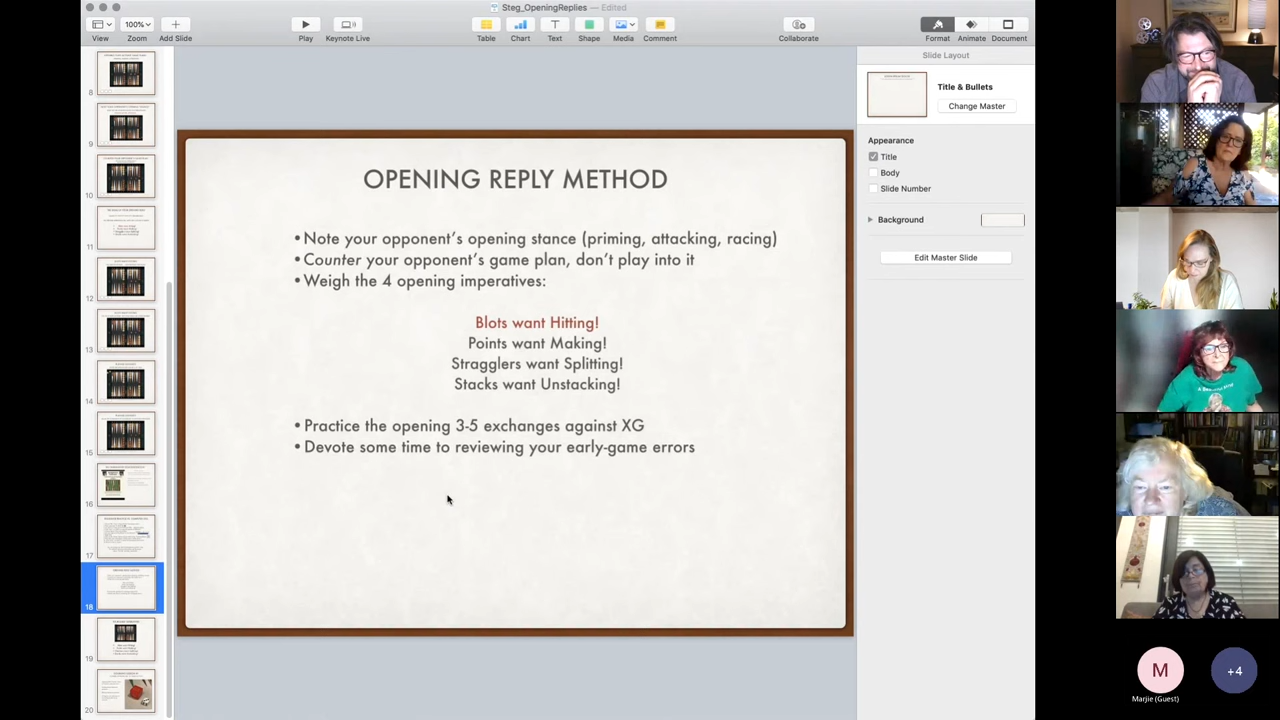 Steg_OpeningReplies — Edited
100%
View
Zoom
Add Slide
Play
Keynote Live
Table
Chart
Text
Shape
Media
Comment
Collaborate
Format
Animate
Document
8
9
10
11
12
13
14
15
16
17
18
19
20
OPENING REPLY METHOD
• Note your opponent's opening stance (priming, attacking, racing)
• Counter your opponent's game plan, don't play into it
• Weigh the 4 opening imperatives:
Blots want Hitting!
Points want Making!
Stragglers want Splitting!
Stacks want Unstacking!
• Practice the opening 3-5 exchanges against XG
• Devote some time to reviewing your early-game errors
Slide Layout
Title & Bullets
Change Master
Appearance
Title
Body
Slide Number
Background
Edit Master Slide
M
Marjie (Guest)
+4